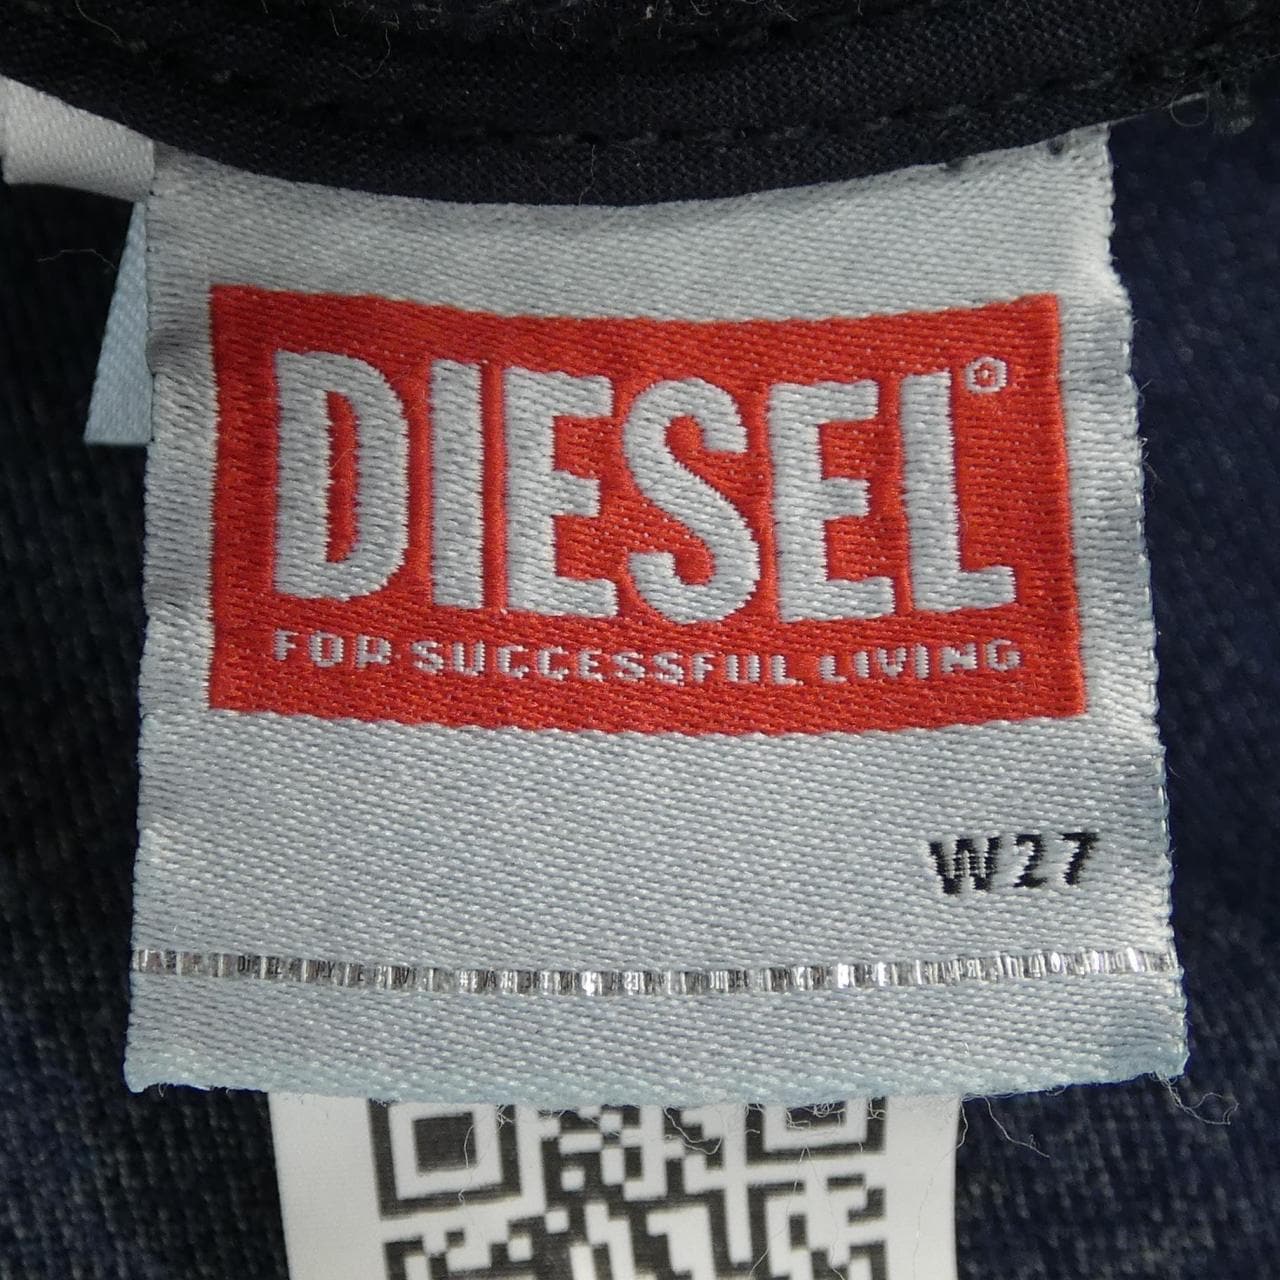 DIESEL®
FOR SUCCESSFUL LIVING
W27